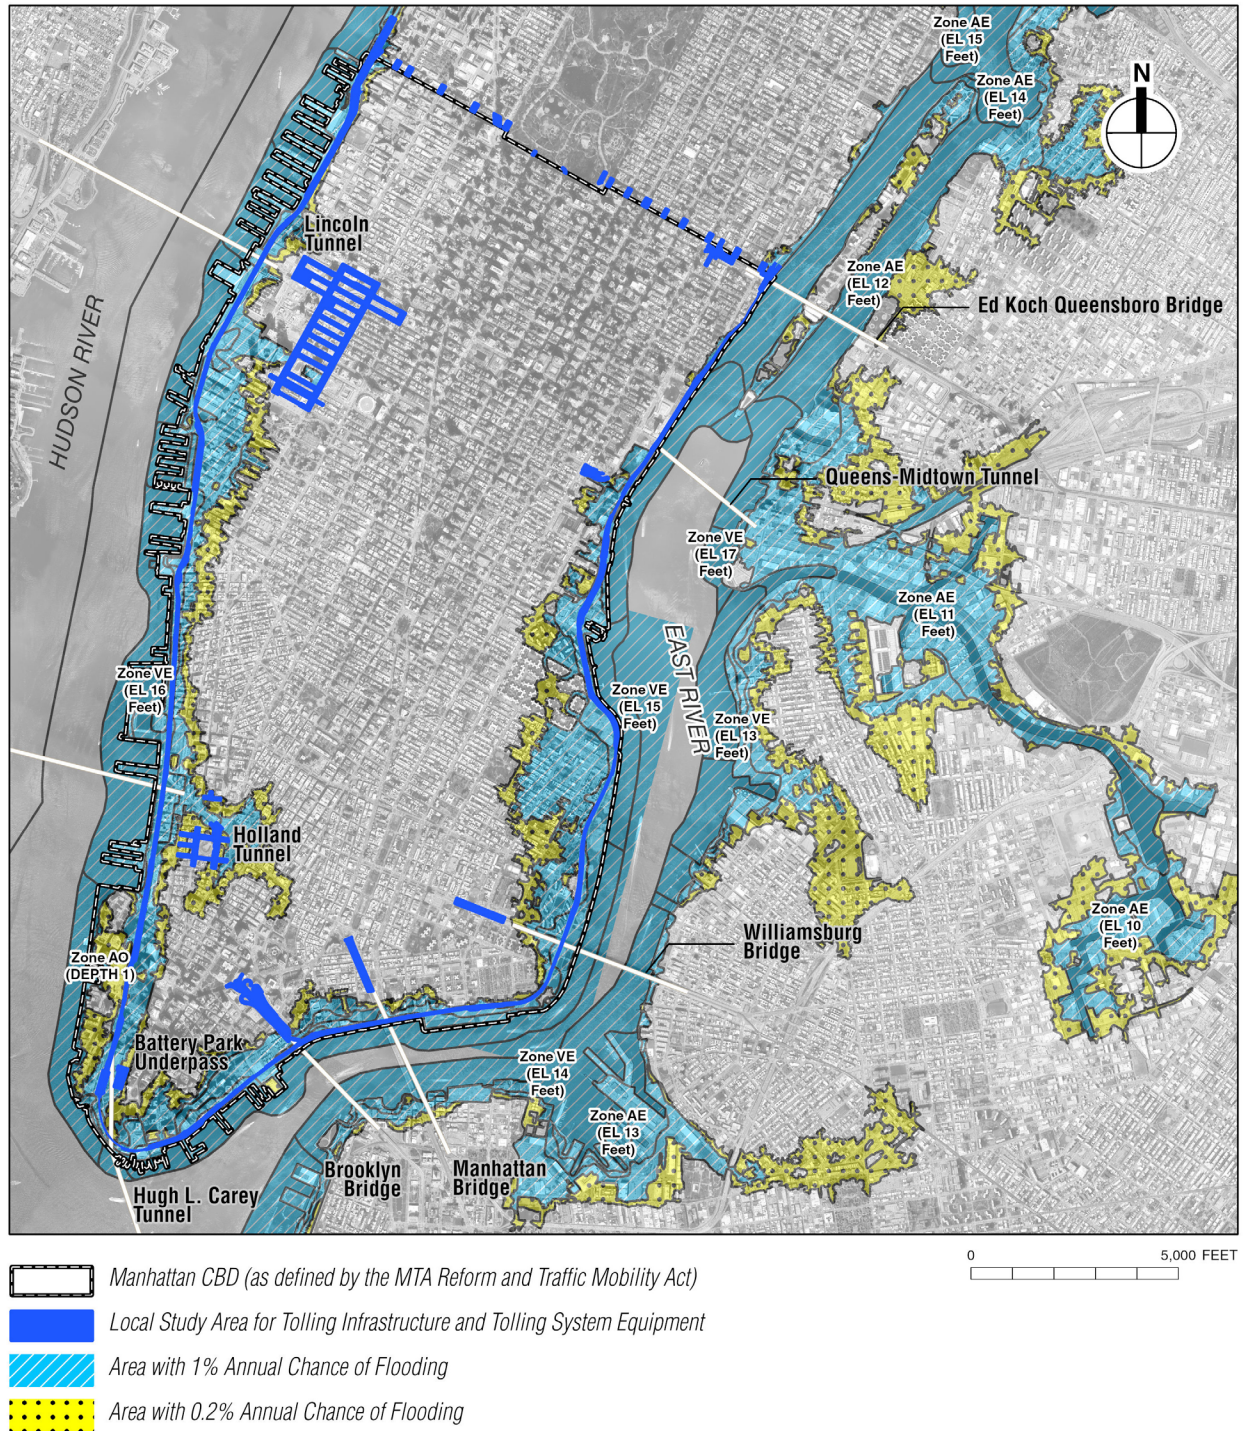 Zone AE
(EL 15
Feet)
Zone AE
(EL 14
Feet)
N
Lincoln
Tunnel
Zone AE
(EL 12
Feet)
Ed Koch Queensboro Bridge
HUDSON RIVER
Queens-Midtown Tunnel
Zone VE
(EL 17
Feet)
Zone AE
(EL 11
Feet)
EAST RIVER
Zone VE
(EL 16
Feet)
Zone VE
(EL 15
Feet)
Zone VE
(EL 13
Feet)
Holland
Tunnel
Williamsburg
Bridge
Zone AE
(EL 10
Feet)
Zone AO
(DEPTH 1)
Battery Park
Underpass
Zone VE
(EL 14
Feet)
Zone AE
(EL 13
Feet)
Brooklyn
Bridge
Manhattan
Bridge
Hugh L. Carey
Tunnel
0 5,000 FEET
Manhattan CBD (as defined by the MTA Reform and Traffic Mobility Act)
Local Study Area for Tolling Infrastructure and Tolling System Equipment
Area with 1% Annual Chance of Flooding
Area with 0.2% Annual Chance of Flooding